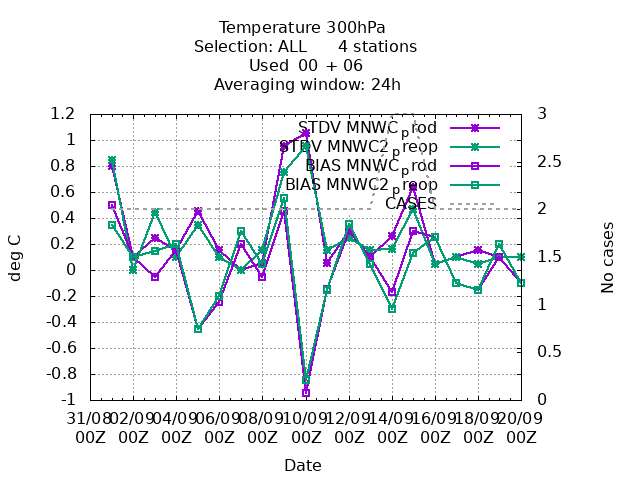 Temperature 300hPa
Selection: ALL 4 stations
Used 00 + 06
Averaging window: 24h
1.2
1
0.8
0.6
0.4
0.2
0
-0.2
-0.4
-0.6
-0.8
-1
3
2.5
2
1.5
1
0.5
0
STDV MNWC_prod
STDV MNWC2_preop
BIAS MNWC_prod
BIAS MNWC2_preop
CASES
deg C
No cases
31/08 02/09 04/09 06/09 08/09 10/09 12/09 14/09 16/09 18/09 20/09
00Z 00Z 00Z 00Z 00Z 00Z 00Z 00Z 00Z 00Z 00Z
Date